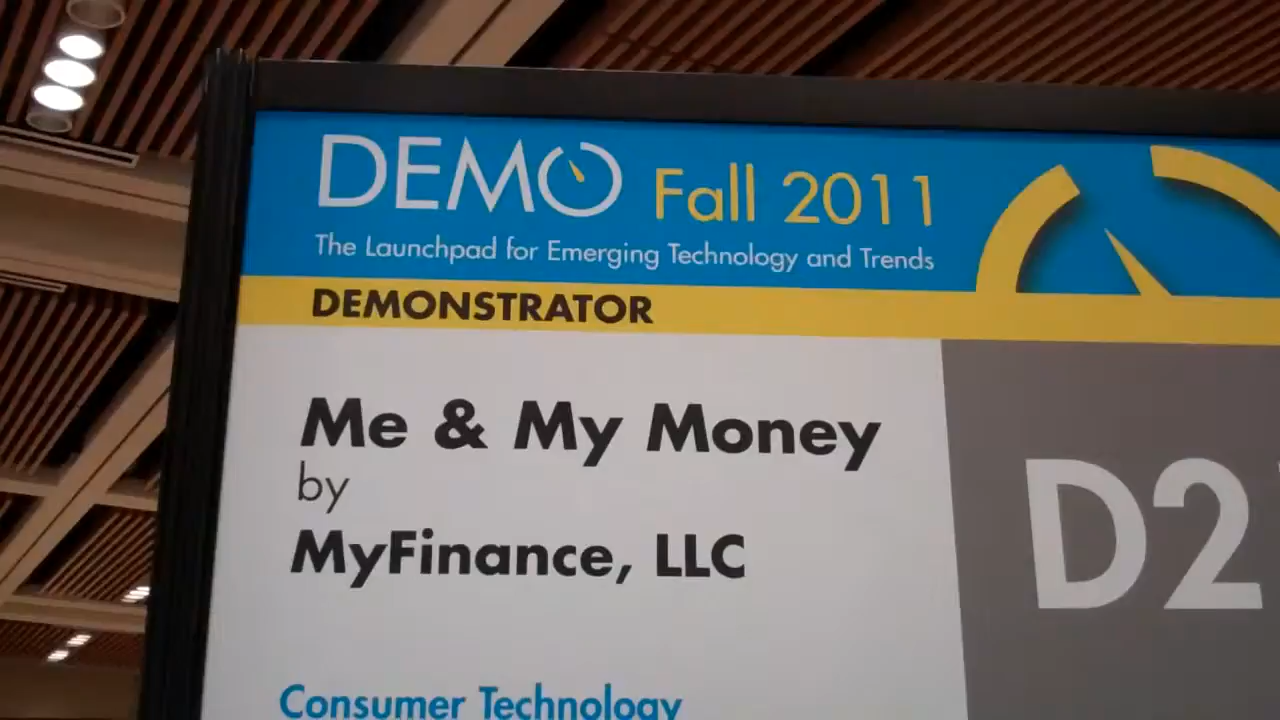 DEMO Fall 2011
The Launchpad for Emerging Technology and Trends
DEMONSTRATOR
Me & My Money
by
MyFinance, LLC
D2
Consumer Technology